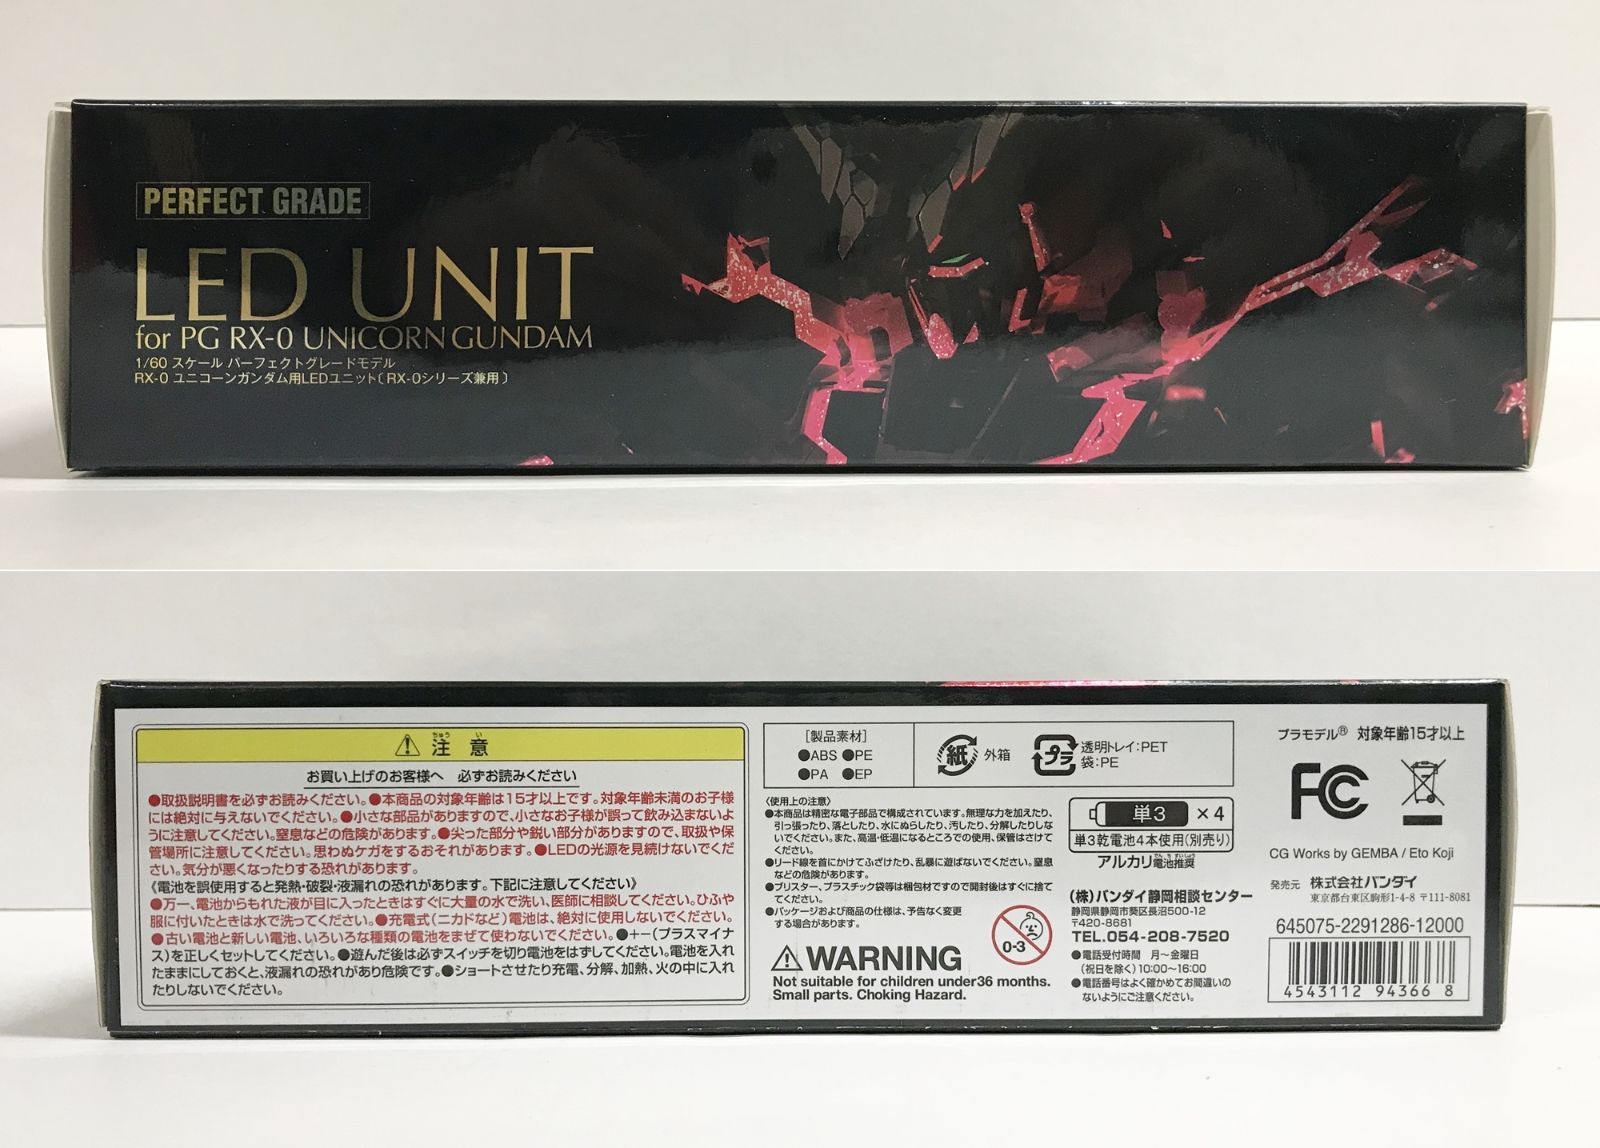 PERFECT GRADE
LED UNIT
for PG RX-0 UNICORN GUNDAM
1/60 スケール パーフェクトグレードモデル
RX-0 ユニコーンガンダム用LEDユニット〔RX-0シリーズ兼用〕
注意
ちゅう い
お買い上げのお客様へ 必ずお読みください
●取扱説明書を必ずお読みください。●本商品の対象年齢は15才以上です。対象年齢未満のお子様
には絶対に与えないでください。●小さな部品がありますので、小さなお子様が誤って飲み込まないよ
うに注意してください。窒息などの危険があります。●尖った部分や鋭い部分がありますので、取扱や保
管場所に注意してください。思わぬケガをするおそれがあります。●LEDの光源を見続けないでくだ
さい。気分が悪くなったりする恐れがあります。
《電池を誤使用すると発熱・破裂・液漏れの恐れがあります。下記に注意してください》
●万一、電池からもれた液が目に入ったときはすぐに大量の水で洗い、医師に相談してください。ひふや
服に付いたときは水で洗ってください。●充電式(ニカドなど)電池は、絶対に使用しないでください。
●古い電池と新しい電池、いろいろな種類の電池をまぜて使わないでください。●+−(プラスマイナ
ス)を正しくセットしてください。●遊んだ後は必ずスイッチを切り電池をはずしてください。電池を入れ
たままにしておくと、液漏れの恐れがあり危険です。●ショートさせたり充電、分解、加熱、火の中に入れ
たりしないでください。
[製品素材]
●ABS ●PE
●PA ●EP
紙 外箱
プラ 透明トレイ:PET
袋:PE
〈使用上の注意〉
●本商品は精密な電子部品で構成されています。無理な力を加えたり、
引っ張ったり、落としたり、水にぬらしたり、汚したり、分解したりしな
いでください。また、高温・低温になるところでの使用、保管はさけて
ください。
●リード線を首にかけてふざけたり、乱暴に遊ばないでください。窒息
などの危険があります。
●ブリスター、プラスチック袋等は梱包材ですので開封後はすぐに捨て
てください。
●パッケージおよび商品の仕様は、予告なく変更
する場合があります。
0-3
WARNING
Not suitable for children under36 months.
Small parts. Choking Hazard.
単3 ×4
単3乾電池4本使用(別売り)
アルカリ電池推奨
でんち すいしょう
(株)バンダイ静岡相談センター
静岡県静岡市葵区長沼500-12
〒420-8681
TEL.054-208-7520
●電話受付時間 月〜金曜日
(祝日を除く)10:00〜16:00
●電話番号はよく確かめてお間違いの
ないようにご注意ください。
プラモデル® 対象年齢15才以上
FC
CG Works by GEMBA / Eto Koji
発売元 株式会社バンダイ
東京都台東区駒形1-4-8 〒111-8081
645075-2291286-12000
4543112 94366 8